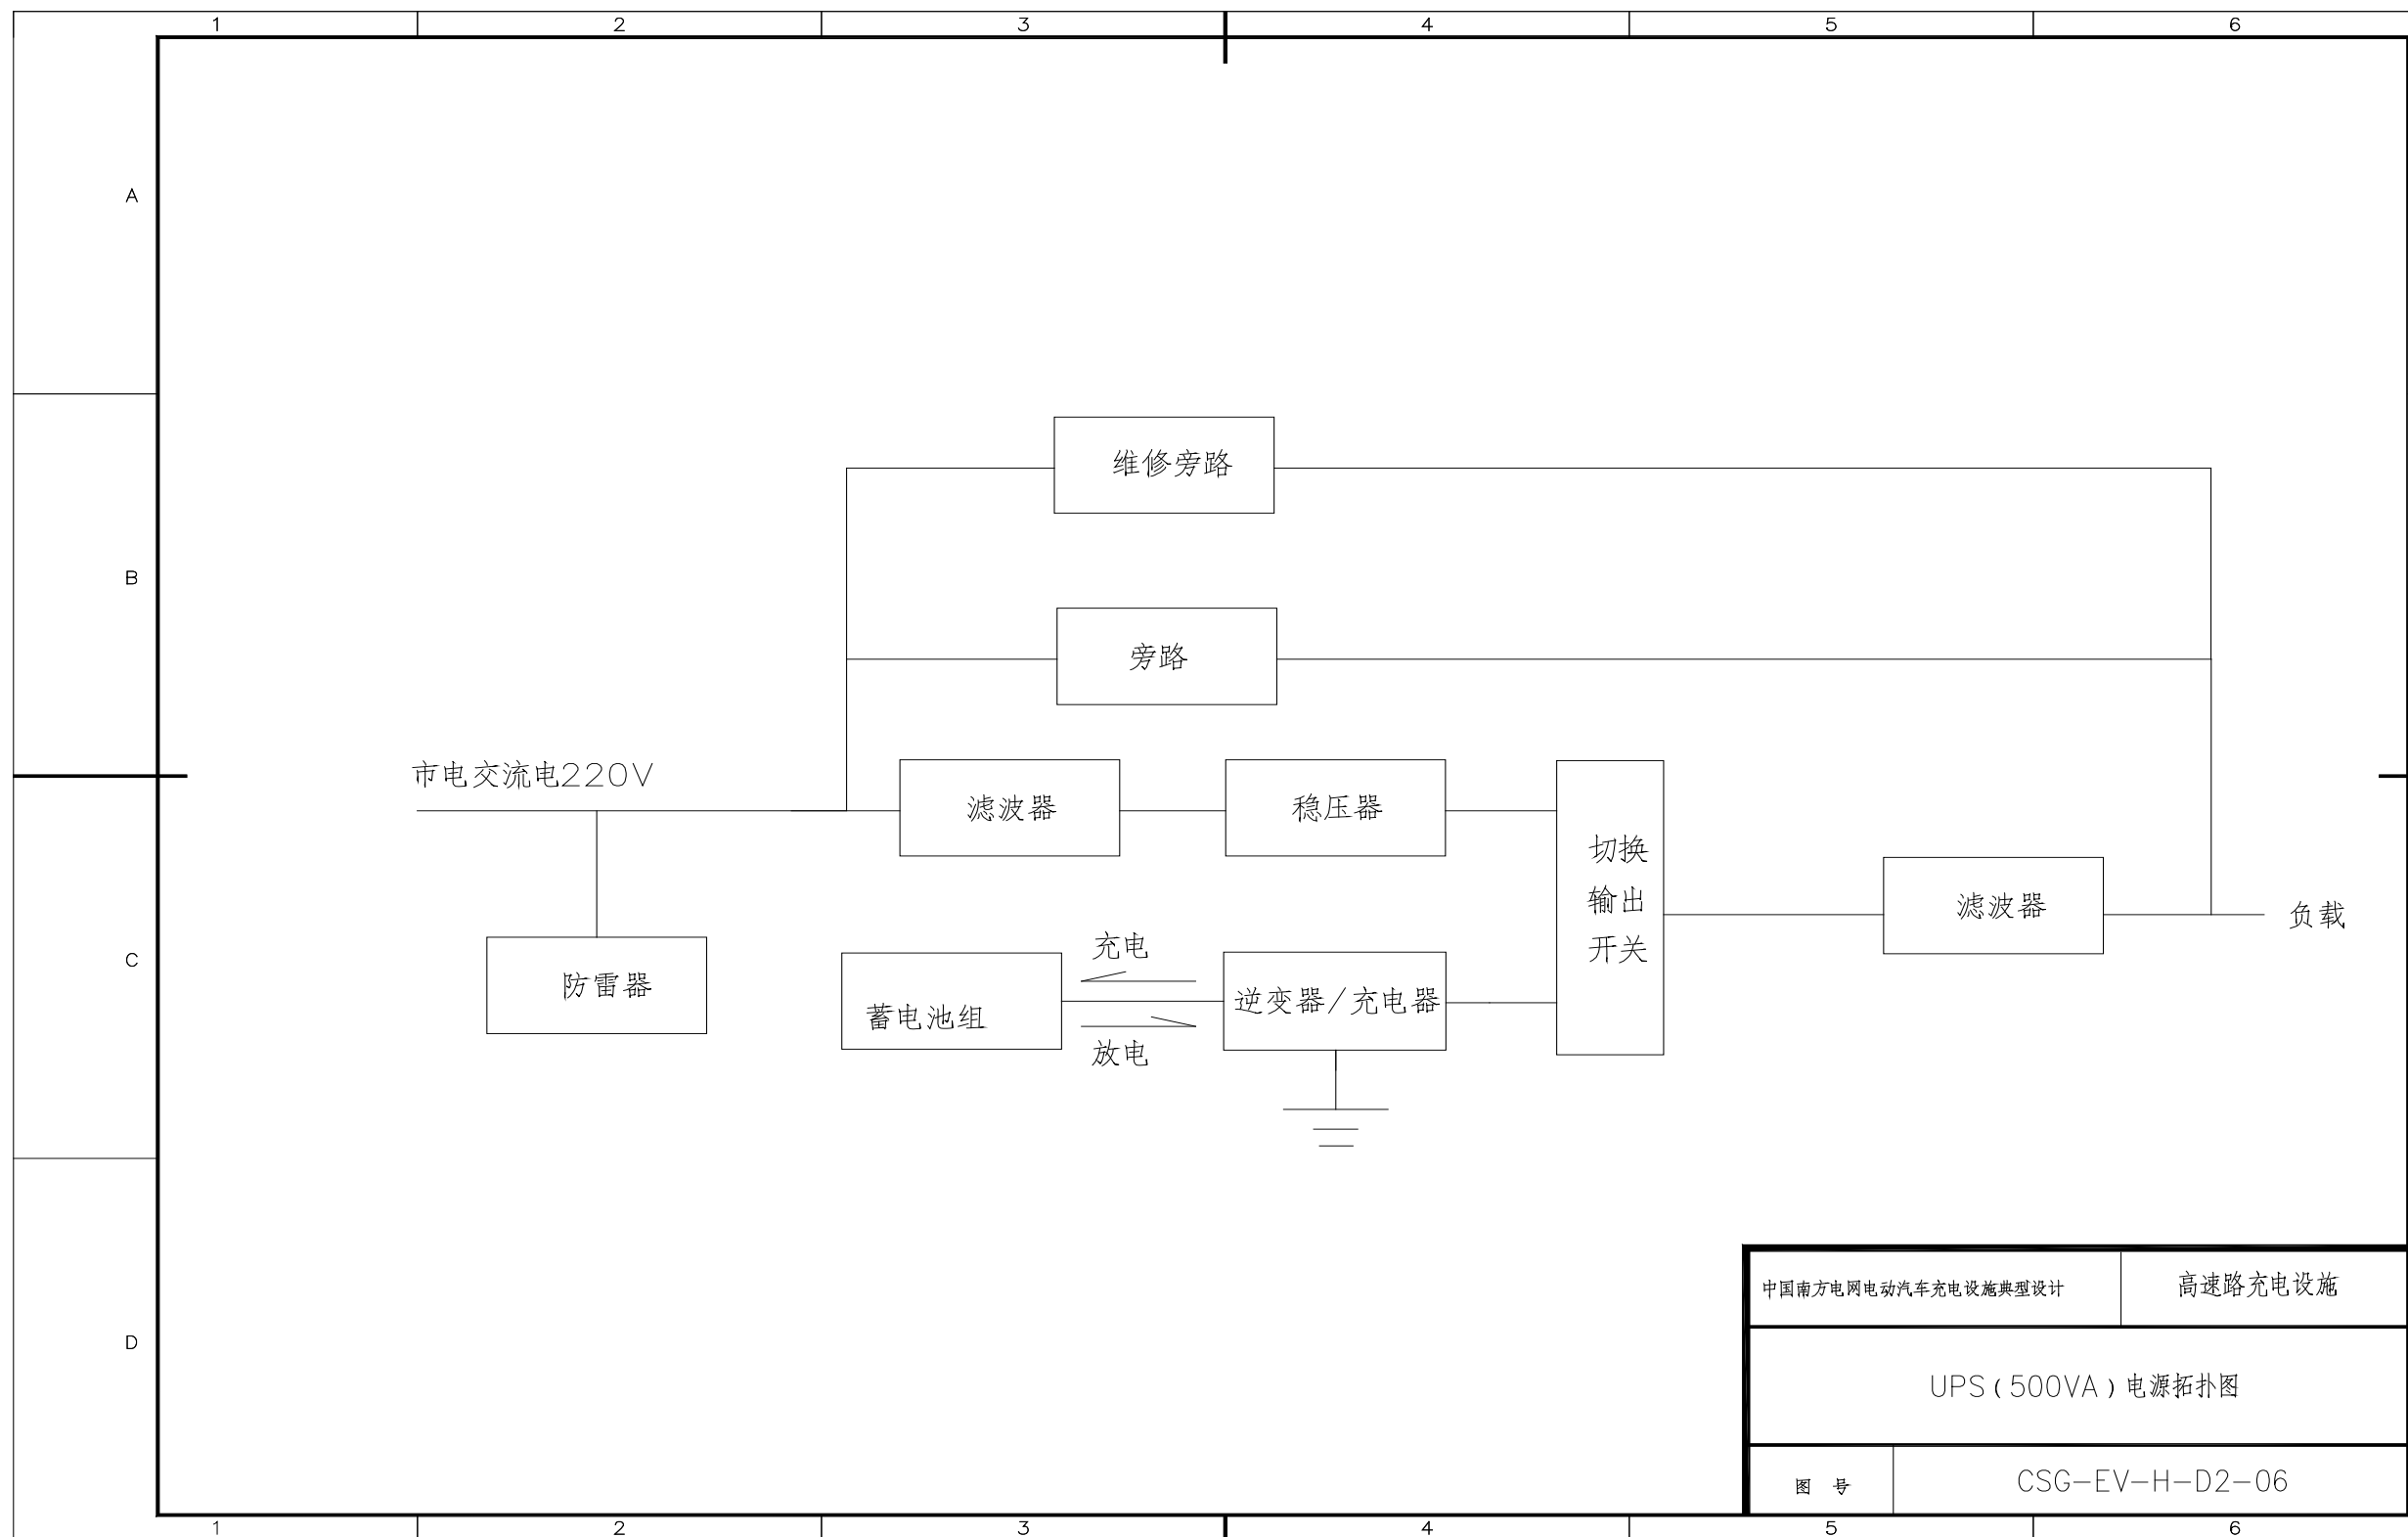 1 2 3 4 5 6
A
维修旁路
B
旁路
市电交流电220V
滤波器
稳压器
切换
输出
开关
滤波器
负载
防雷器
蓄电池组
充电
放电
逆变器/充电器
C
中国南方电网电动汽车充电设施典型设计
高速路充电设施
D
UPS(500VA)电源拓扑图
图 号
CSG-EV-H-D2-06
1 2 3 4 5 6